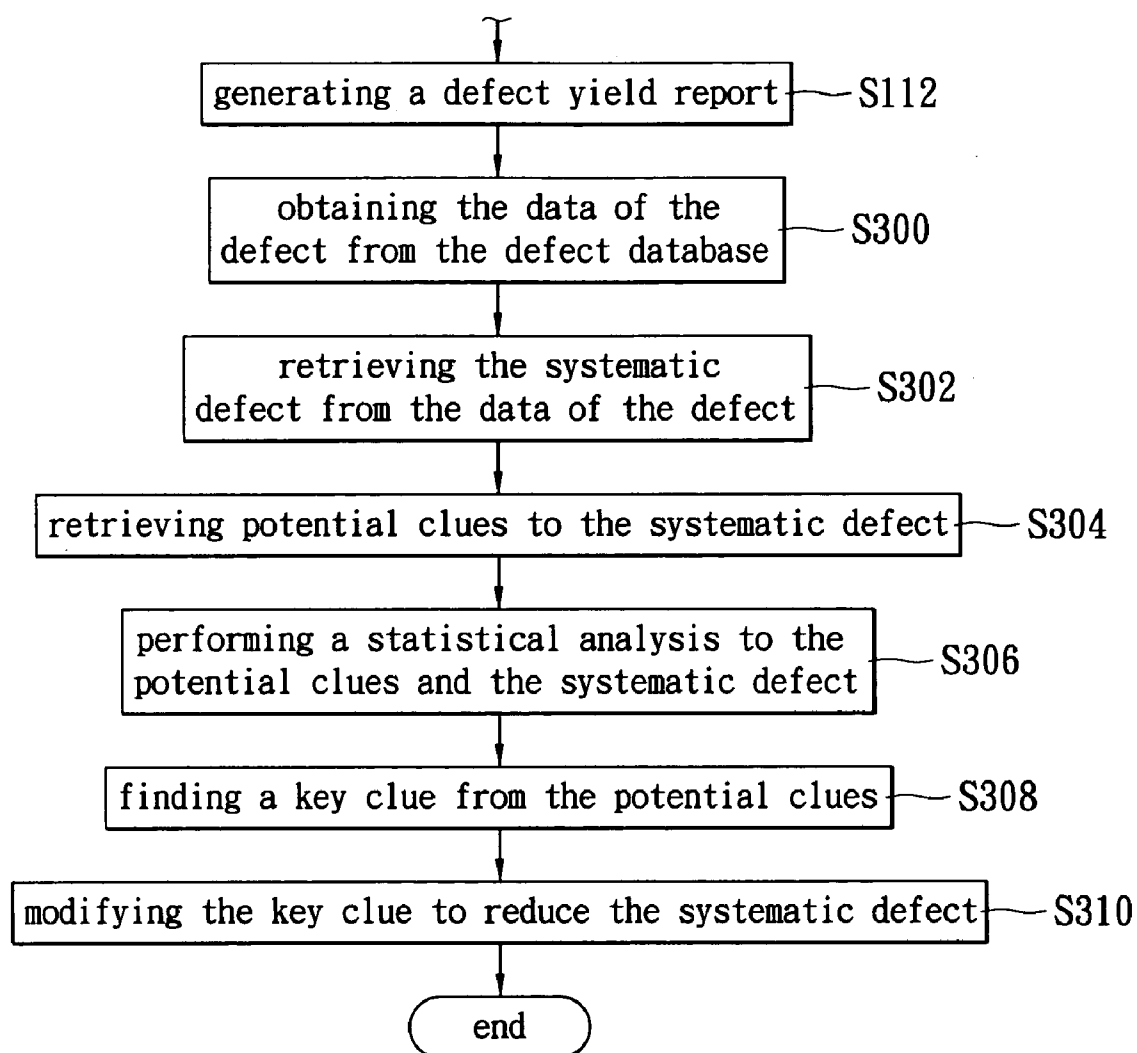 generating a defect yield report S112
obtaining the data of the
defect from the defect database S300
retrieving the systematic
defect from the data of the defect S302
retrieving potential clues to the systematic defect S304
performing a statistical analysis to the
potential clues and the systematic defect S306
finding a key clue from the potential clues S308
modifying the key clue to reduce the systematic defect S310
end